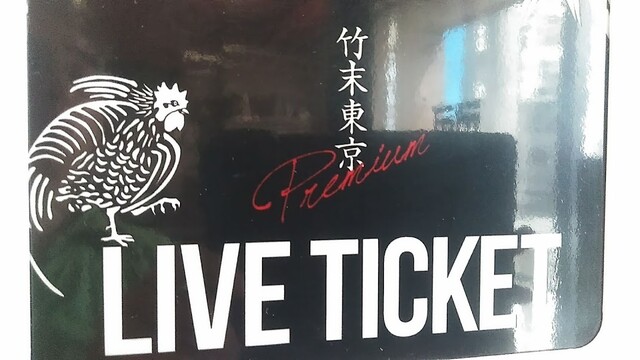 竹末東京
Premium
LIVE TICKET